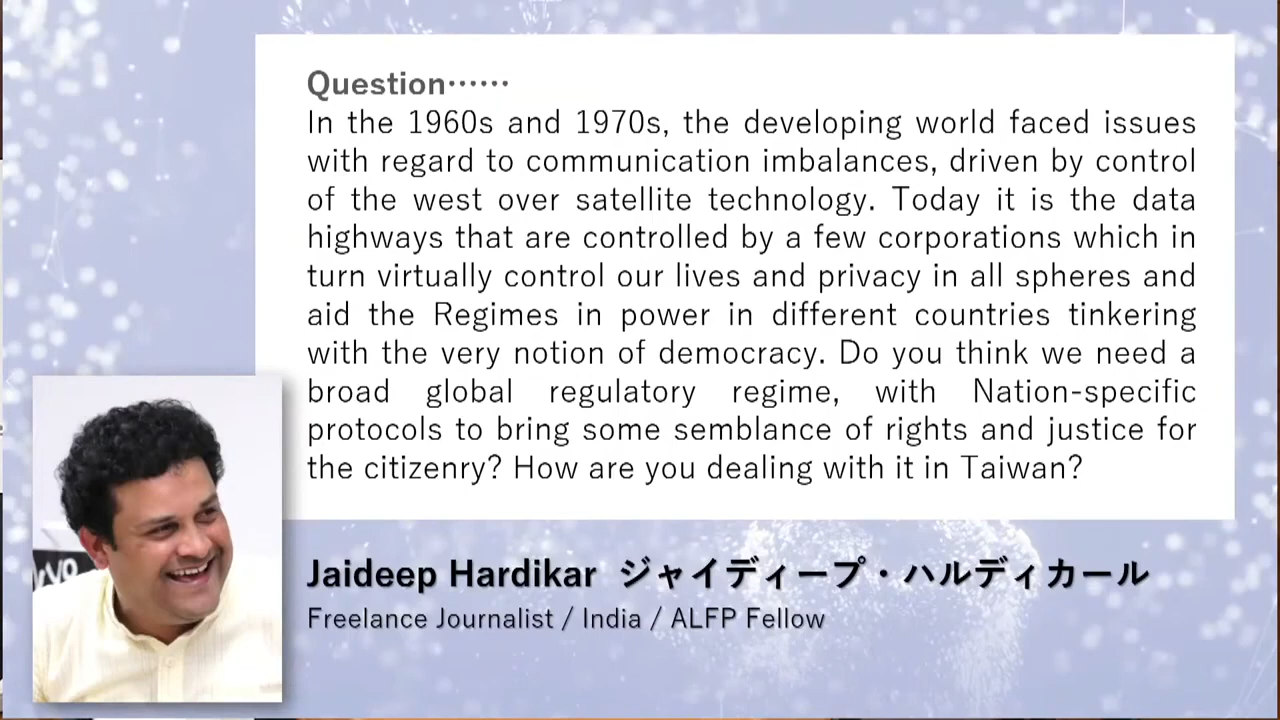 Question⋯⋯
In the 1960s and 1970s, the developing world faced issues
with regard to communication imbalances, driven by control
of the west over satellite technology. Today it is the data
highways that are controlled by a few corporations which in
turn virtually control our lives and privacy in all spheres and
aid the Regimes in power in different countries tinkering
with the very notion of democracy. Do you think we need a
broad global regulatory regime, with Nation-specific
protocols to bring some semblance of rights and justice for
the citizenry? How are you dealing with it in Taiwan?
Jaideep Hardikar ジャイディープ・ハルディカール
Freelance Journalist / India / ALFP Fellow